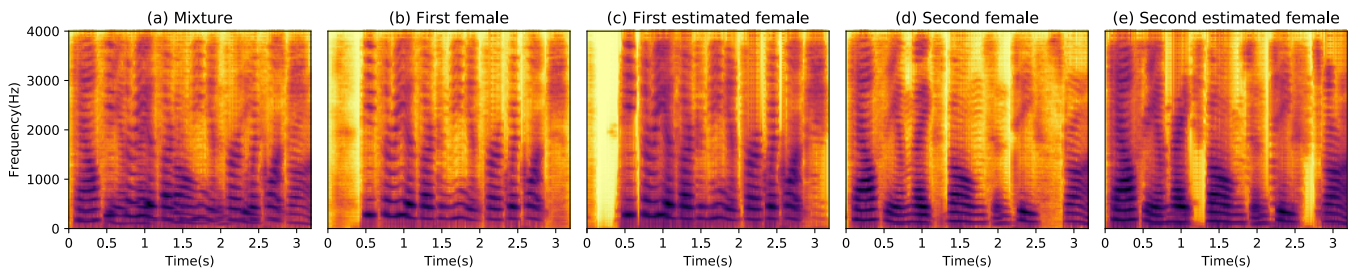 (a) Mixture
(b) First female
(c) First estimated female
(d) Second female
(e) Second estimated female
Frequency(Hz)
4000
3000
2000
1000
0
0 0.5 1 1.5 2 2.5 3
0 0.5 1 1.5 2 2.5 3
0 0.5 1 1.5 2 2.5 3
0 0.5 1 1.5 2 2.5 3
0 0.5 1 1.5 2 2.5 3
Time(s)
Time(s)
Time(s)
Time(s)
Time(s)